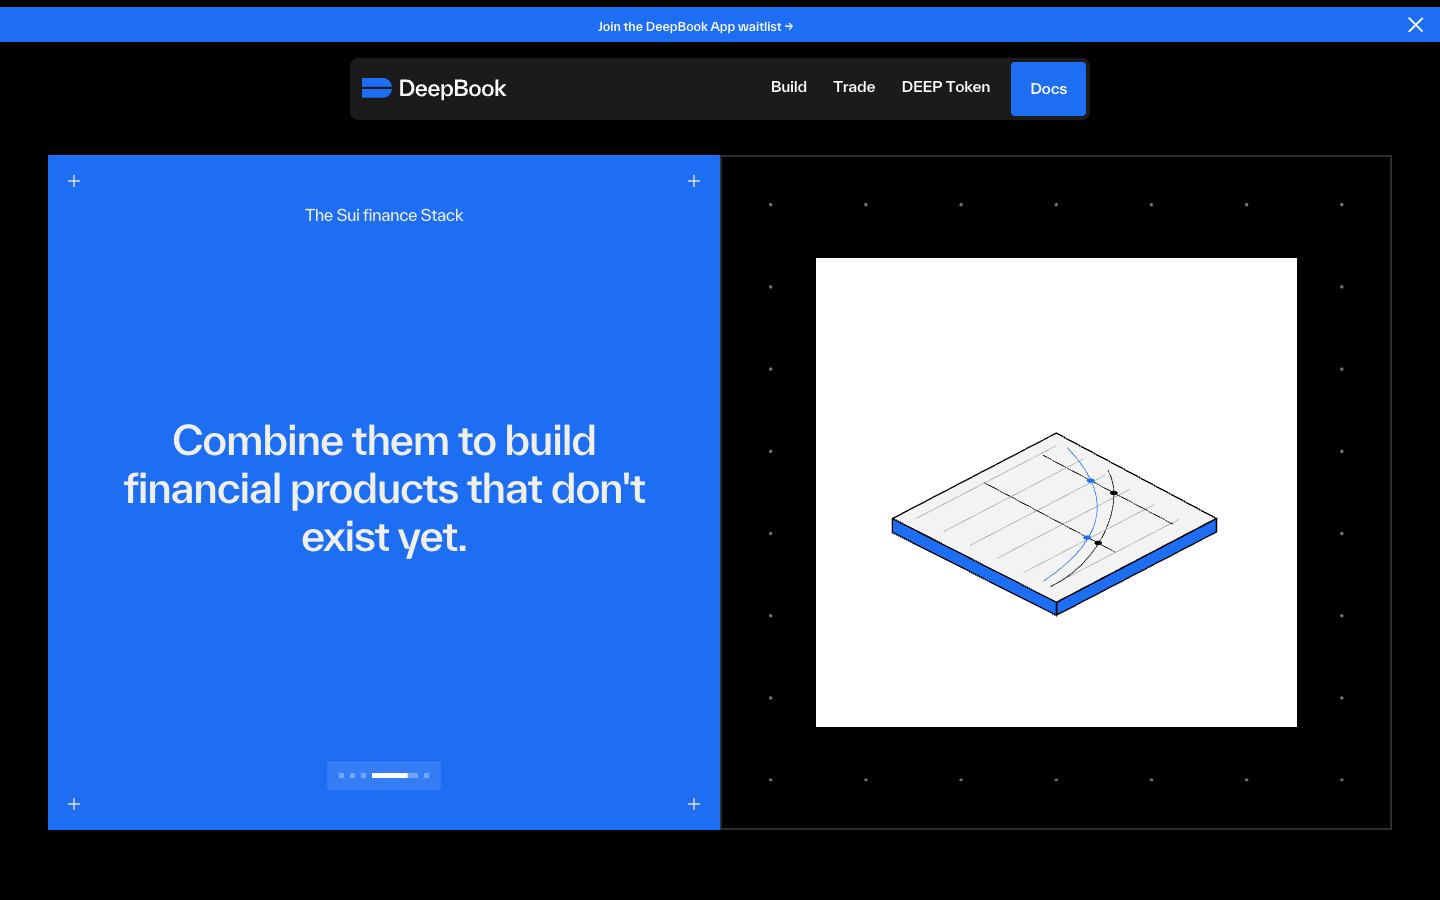 Join the DeepBook App waitlist →
DeepBook
Build
Trade
DEEP Token
Docs
The Sui finance Stack
Combine them to build
financial products that don't
exist yet.